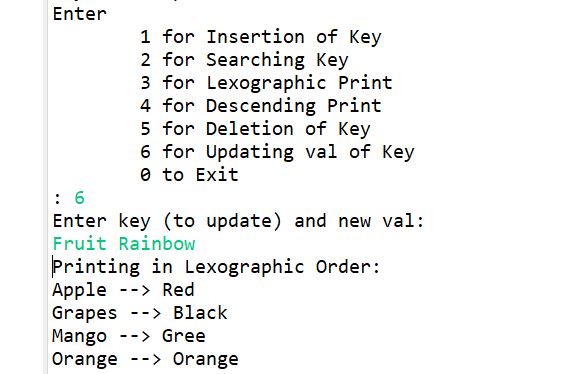 Enter
1 for Insertion of Key
2 for Searching Key
3 for Lexographic Print
4 for Descending Print
5 for Deletion of Key
6 for Updating val of Key
0 to Exit
: 6
Enter key (to update) and new val:
Fruit Rainbow
Printing in Lexographic Order:
Apple --> Red
Grapes --> Black
Mango --> Gree
Orange --> Orange